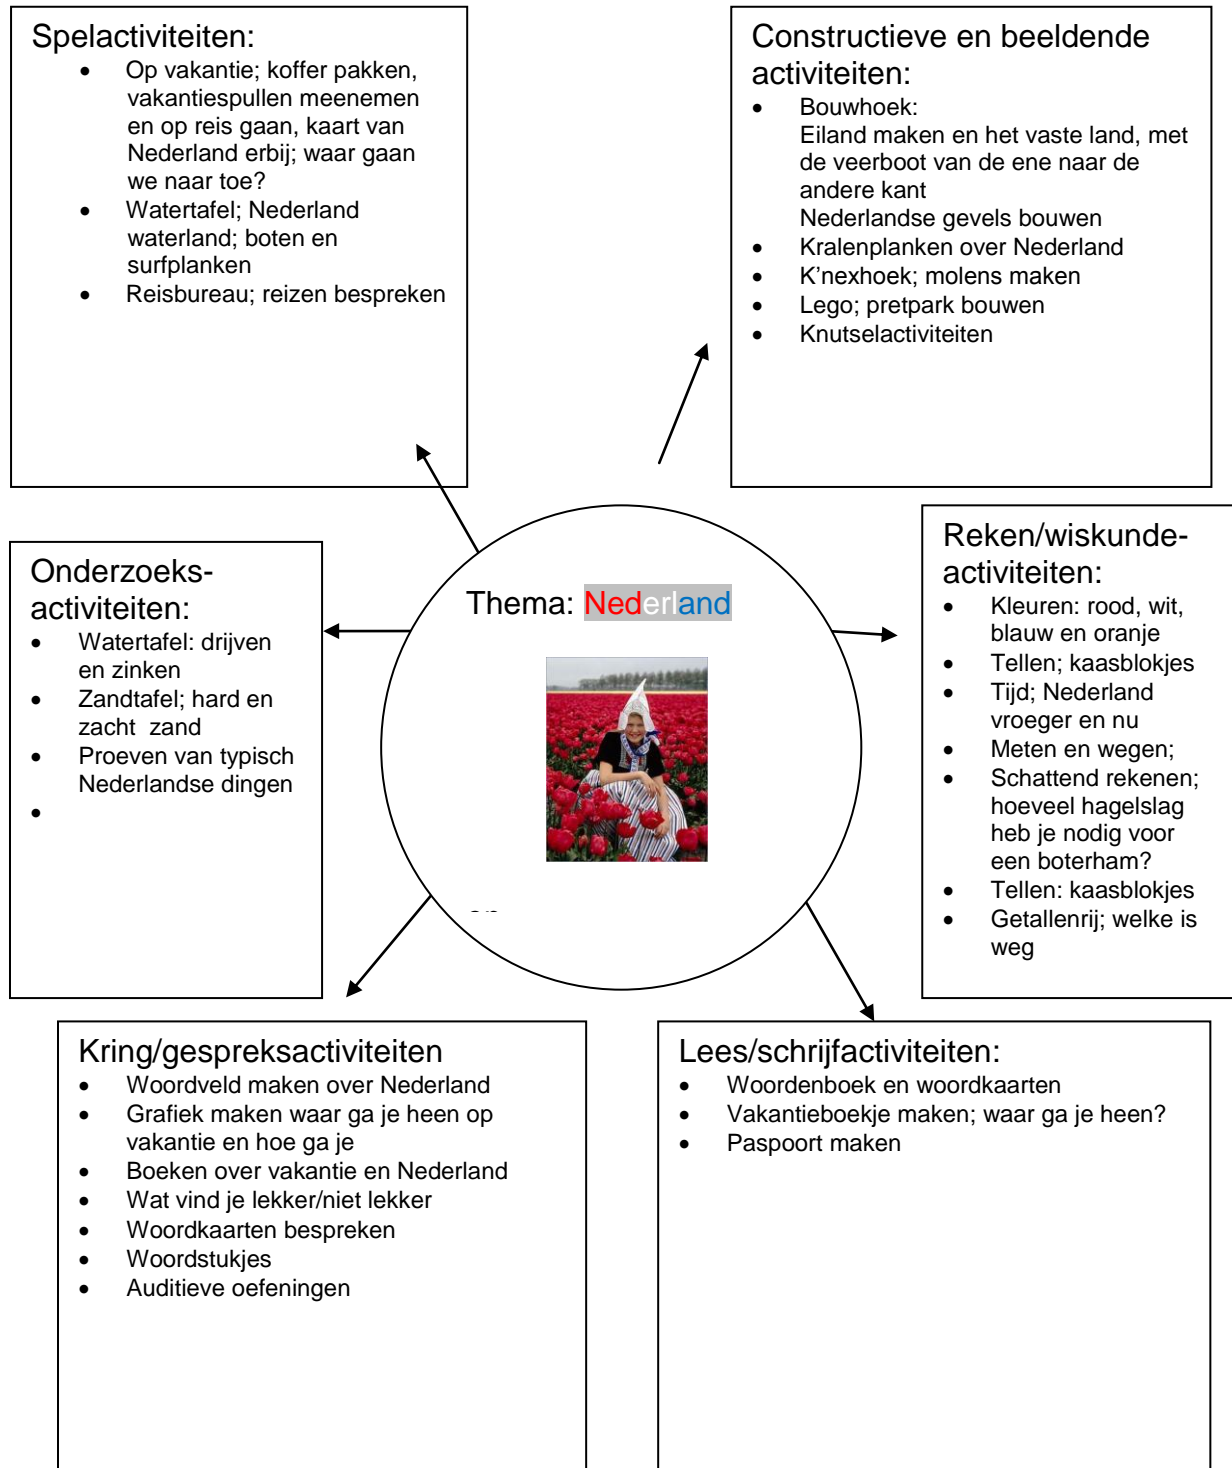 Spelactiviteiten:
• Op vakantie; koffer pakken,
vakantiespullen meenemen
en op reis gaan, kaart van
Nederland erbij; waar gaan
we naar toe?
• Watertafel; Nederland
waterland; boten en
surfplanken
• Reisbureau; reizen bespreken
Constructieve en beeldende
activiteiten:
• Bouwhoek:
Eiland maken en het vaste land, met
de veerboot van de ene naar de
andere kant
Nederlandse gevels bouwen
• Kralenplanken over Nederland
• K'nexhoek; molens maken
• Lego; pretpark bouwen
• Knutselactiviteiten
Onderzoeks-
activiteiten:
• Watertafel: drijven
en zinken
• Zandtafel; hard en
zacht  zand
• Proeven van typisch
Nederlandse dingen
•
Thema: Nederland
Reken/wiskunde-
activiteiten:
• Kleuren: rood, wit,
blauw en oranje
• Tellen; kaasblokjes
• Tijd; Nederland
vroeger en nu
• Meten en wegen;
• Schattend rekenen;
hoeveel hagelslag
heb je nodig voor
een boterham?
• Tellen: kaasblokjes
• Getallenrij; welke is
weg
Kring/gespreksactiviteiten
• Woordveld maken over Nederland
• Grafiek maken waar ga je heen op
vakantie en hoe ga je
• Boeken over vakantie en Nederland
• Wat vind je lekker/niet lekker
• Woordkaarten bespreken
• Woordstukjes
• Auditieve oefeningen
Lees/schrijfactiviteiten:
• Woordenboek en woordkaarten
• Vakantieboekje maken; waar ga je heen?
• Paspoort maken